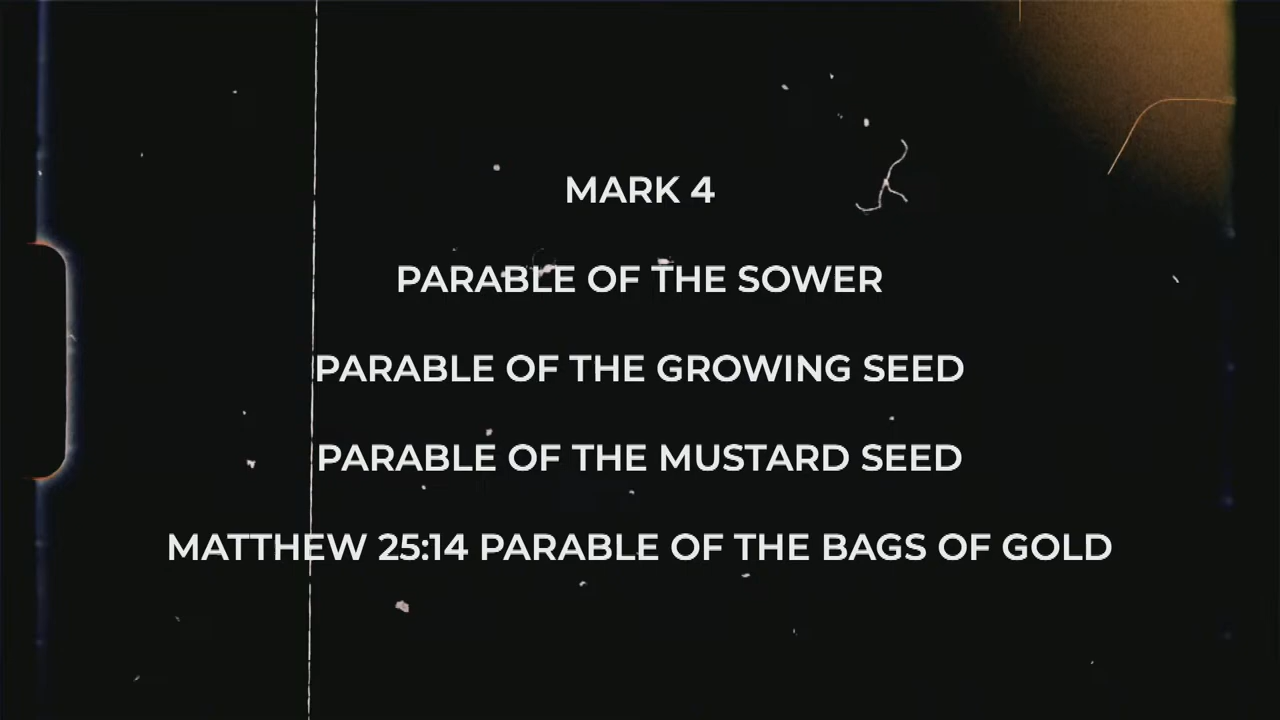 MARK 4
PARABLE OF THE SOWER
PARABLE OF THE GROWING SEED
PARABLE OF THE MUSTARD SEED
MATTHEW 25:14 PARABLE OF THE BAGS OF GOLD